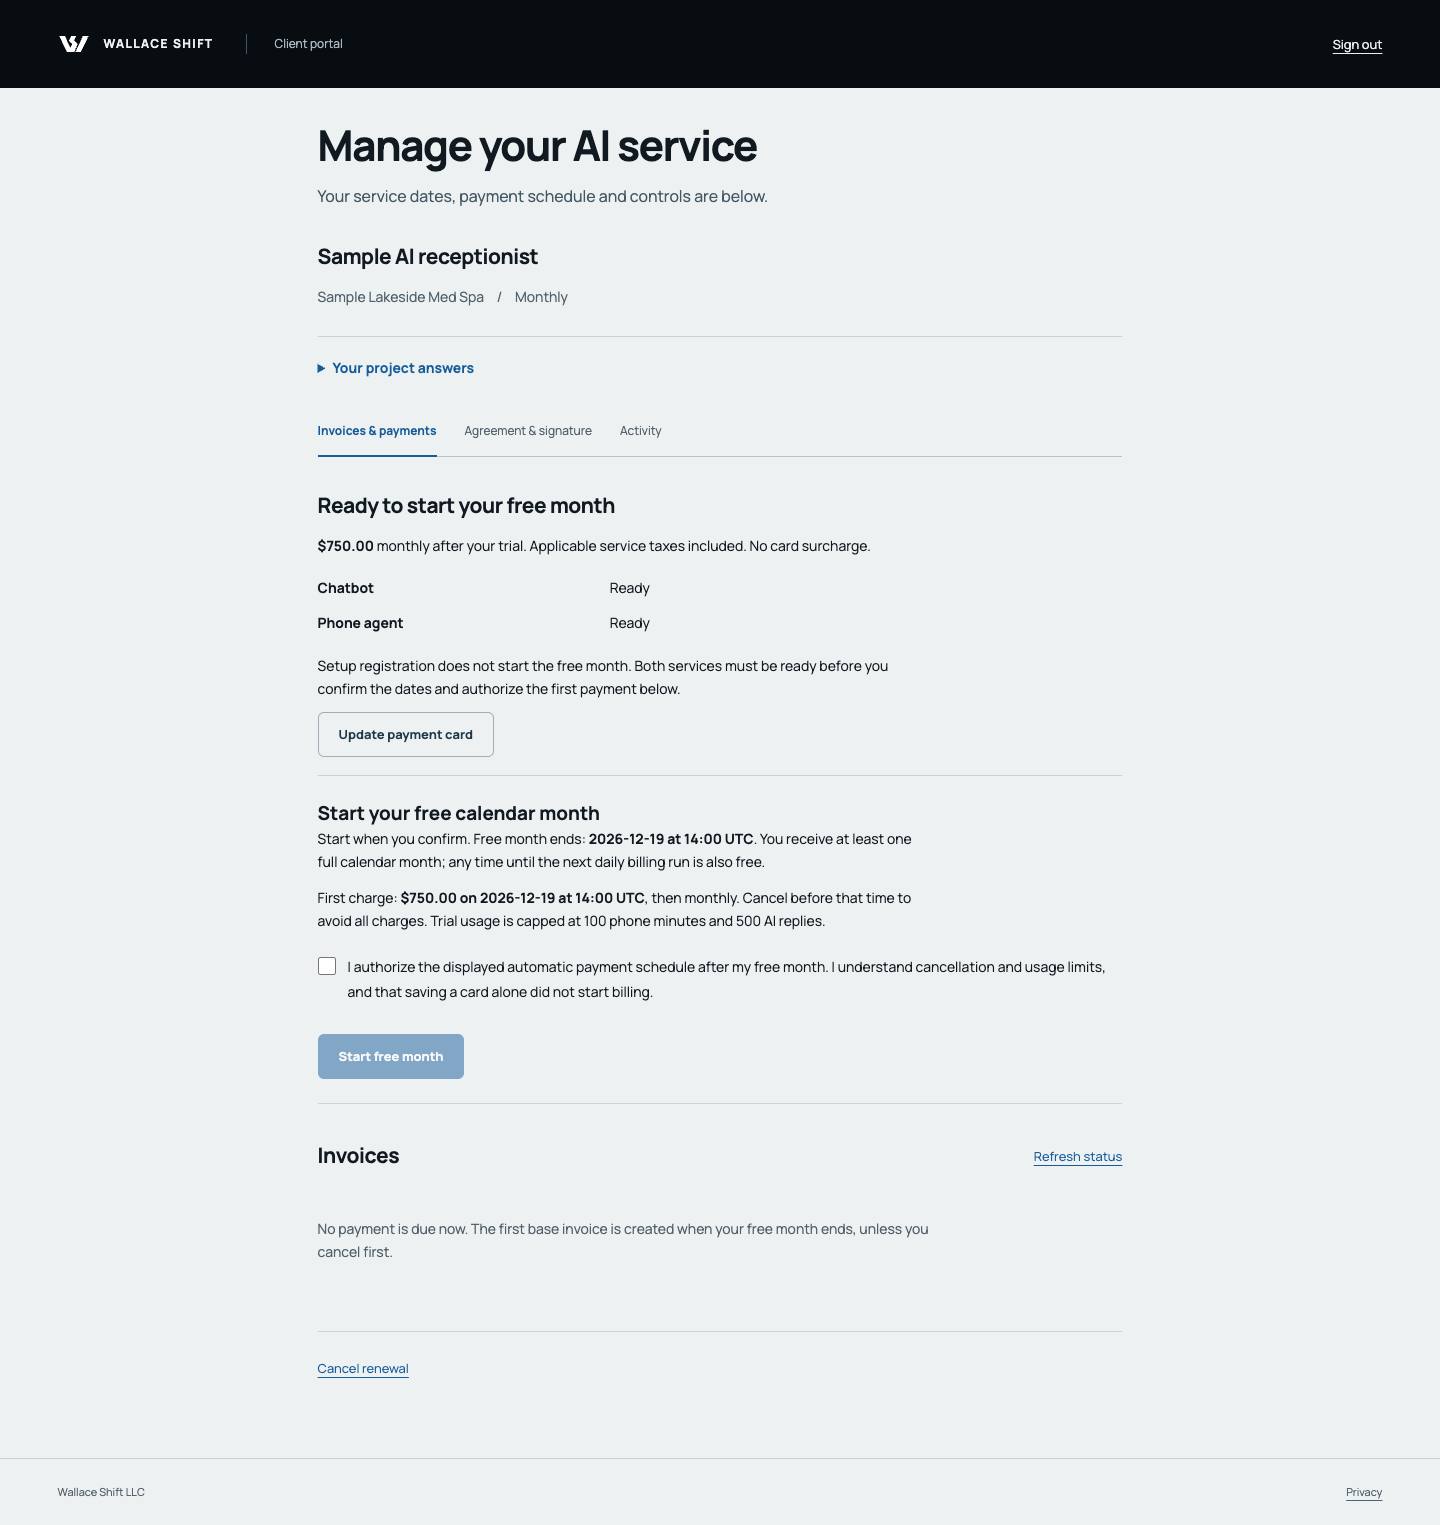 WALLACE SHIFT
Client portal
Sign out
Manage your AI service
Your service dates, payment schedule and controls are below.
Sample AI receptionist
Sample Lakeside Med Spa / Monthly
Your project answers
Invoices & payments
Agreement & signature
Activity
Ready to start your free month
$750.00 monthly after your trial. Applicable service taxes included. No card surcharge.
Chatbot Ready
Phone agent Ready
Setup registration does not start the free month. Both services must be ready before you
confirm the dates and authorize the first payment below.
Update payment card
Start your free calendar month
Start when you confirm. Free month ends: 2026-12-19 at 14:00 UTC. You receive at least one
full calendar month; any time until the next daily billing run is also free.
First charge: $750.00 on 2026-12-19 at 14:00 UTC, then monthly. Cancel before that time to
avoid all charges. Trial usage is capped at 100 phone minutes and 500 AI replies.
I authorize the displayed automatic payment schedule after my free month. I understand cancellation and usage limits,
and that saving a card alone did not start billing.
Start free month
Invoices
Refresh status
No payment is due now. The first base invoice is created when your free month ends, unless you
cancel first.
Cancel renewal
Wallace Shift LLC
Privacy